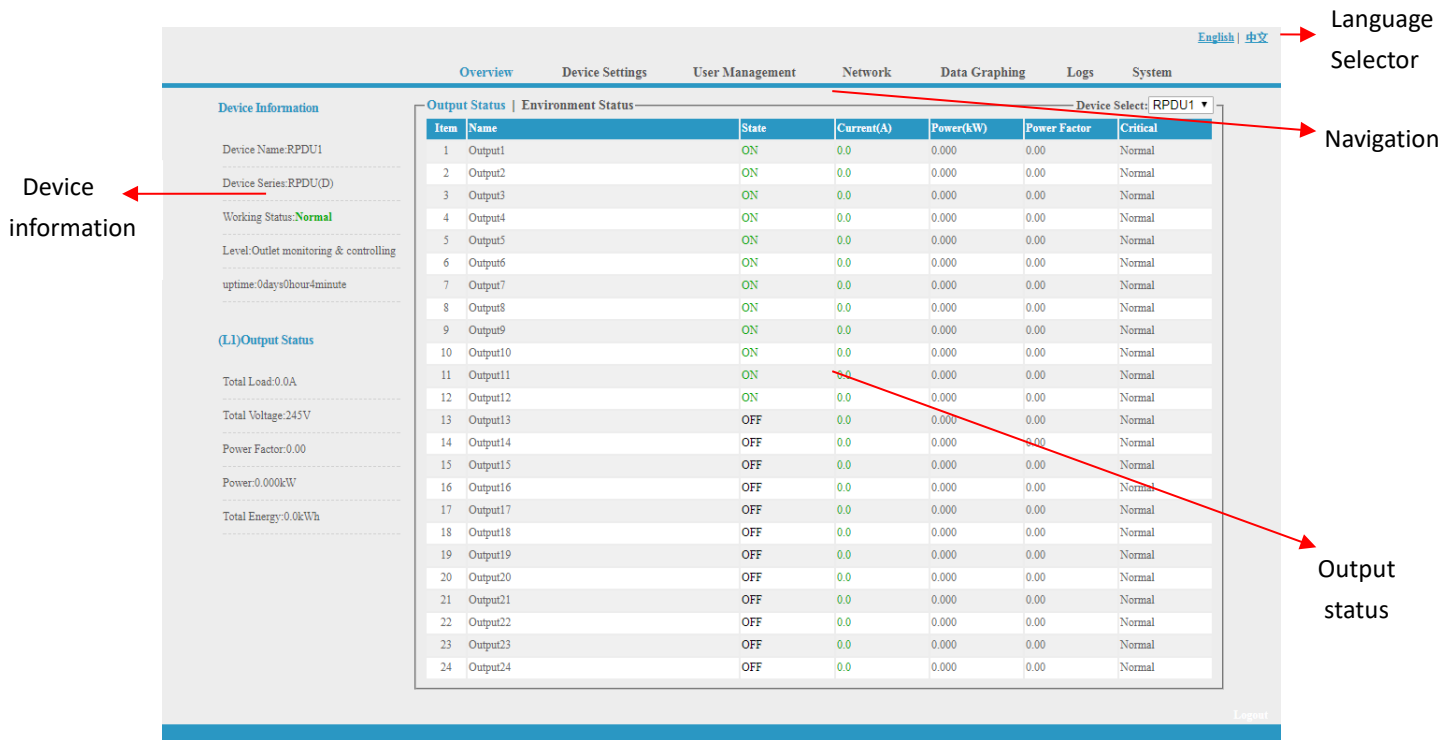 Language
Selector
English | 中文
Overview Device Settings User Management Network Data Graphing Logs System
Navigation
Device
information
Device Information
Device Name:RPDU1
Device Series:RPDU(D)
Working Status:Normal
Level:Outlet monitoring & controlling
uptime:0days0hour4minute
(L1)Output Status
Total Load:0.0A
Total Voltage:245V
Power Factor:0.00
Power:0.000kW
Total Energy:0.0kWh
Output Status | Environment Status Device Select: RPDU1
Item Name State Current(A) Power(kW) Power Factor Critical
1 Output1 ON 0.0 0.000 0.00 Normal
2 Output2 ON 0.0 0.000 0.00 Normal
3 Output3 ON 0.0 0.000 0.00 Normal
4 Output4 ON 0.0 0.000 0.00 Normal
5 Output5 ON 0.0 0.000 0.00 Normal
6 Output6 ON 0.0 0.000 0.00 Normal
7 Output7 ON 0.0 0.000 0.00 Normal
8 Output8 ON 0.0 0.000 0.00 Normal
9 Output9 ON 0.0 0.000 0.00 Normal
10 Output10 ON 0.0 0.000 0.00 Normal
11 Output11 ON 0.0 0.000 0.00 Normal
12 Output12 ON 0.0 0.000 0.00 Normal
13 Output13 OFF 0.0 0.000 0.00 Normal
14 Output14 OFF 0.0 0.000 0.00 Normal
15 Output15 OFF 0.0 0.000 0.00 Normal
16 Output16 OFF 0.0 0.000 0.00 Normal
17 Output17 OFF 0.0 0.000 0.00 Normal
18 Output18 OFF 0.0 0.000 0.00 Normal
19 Output19 OFF 0.0 0.000 0.00 Normal
20 Output20 OFF 0.0 0.000 0.00 Normal
21 Output21 OFF 0.0 0.000 0.00 Normal
22 Output22 OFF 0.0 0.000 0.00 Normal
23 Output23 OFF 0.0 0.000 0.00 Normal
24 Output24 OFF 0.0 0.000 0.00 Normal
Output
status
Logout